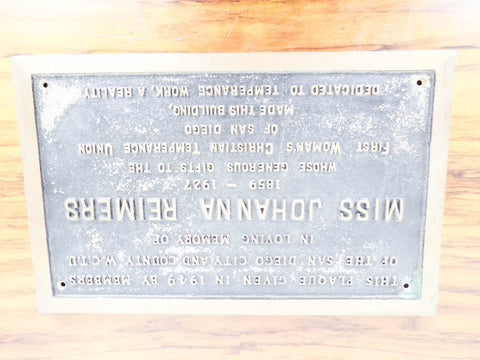 THIS PLAQUE GIVEN IN 1949 BY MEMBERS
OF THE SAN DIEGO CITY AND COUNTY W.C.T.U.
IN LOVING MEMORY OF
MISS JOHANNA REIMERS
1859 - 1927
WHOSE GENEROUS GIFTS TO THE
FIRST WOMAN'S CHRISTIAN TEMPERANCE UNION
OF SAN DIEGO
MADE THIS BUILDING,
DEDICATED TO TEMPERANCE WORK, A REALITY